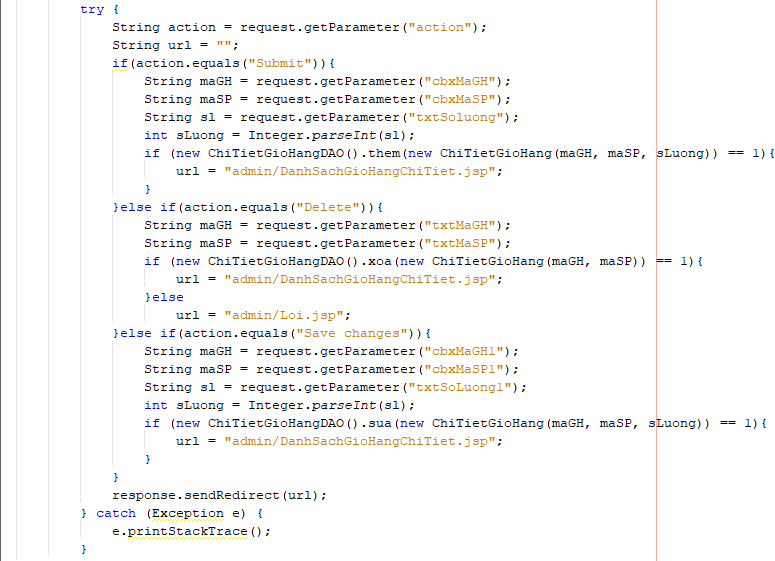 try {
String action = request.getParameter("action");
String url = "";
if(action.equals("Submit")){
String maGH = request.getParameter("cbxMaGH");
String maSP = request.getParameter("cbxMaSP");
String sl = request.getParameter("txtSoluong");
int sLuong = Integer.parseInt(sl);
if (new ChiTietGioHangDAO().them(new ChiTietGioHang(maGH, maSP, sLuong)) == 1){
url = "admin/DanhSachGioHangChiTiet.jsp";
}
}else if(action.equals("Delete")){
String maGH = request.getParameter("txtMaGH");
String maSP = request.getParameter("txtMaSP");
if (new ChiTietGioHangDAO().xoa(new ChiTietGioHang(maGH, maSP)) == 1){
url = "admin/DanhSachGioHangChiTiet.jsp";
}else
url = "admin/Loi.jsp";
}else if(action.equals("Save changes")){
String maGH = request.getParameter("cbxMaGH1");
String maSP = request.getParameter("cbxMaSP1");
String sl = request.getParameter("txtSoLuong1");
int sLuong = Integer.parseInt(sl);
if (new ChiTietGioHangDAO().sua(new ChiTietGioHang(maGH, maSP, sLuong)) == 1){
url = "admin/DanhSachGioHangChiTiet.jsp";
}
}
response.sendRedirect(url);
} catch (Exception e) {
e.printStackTrace();
}